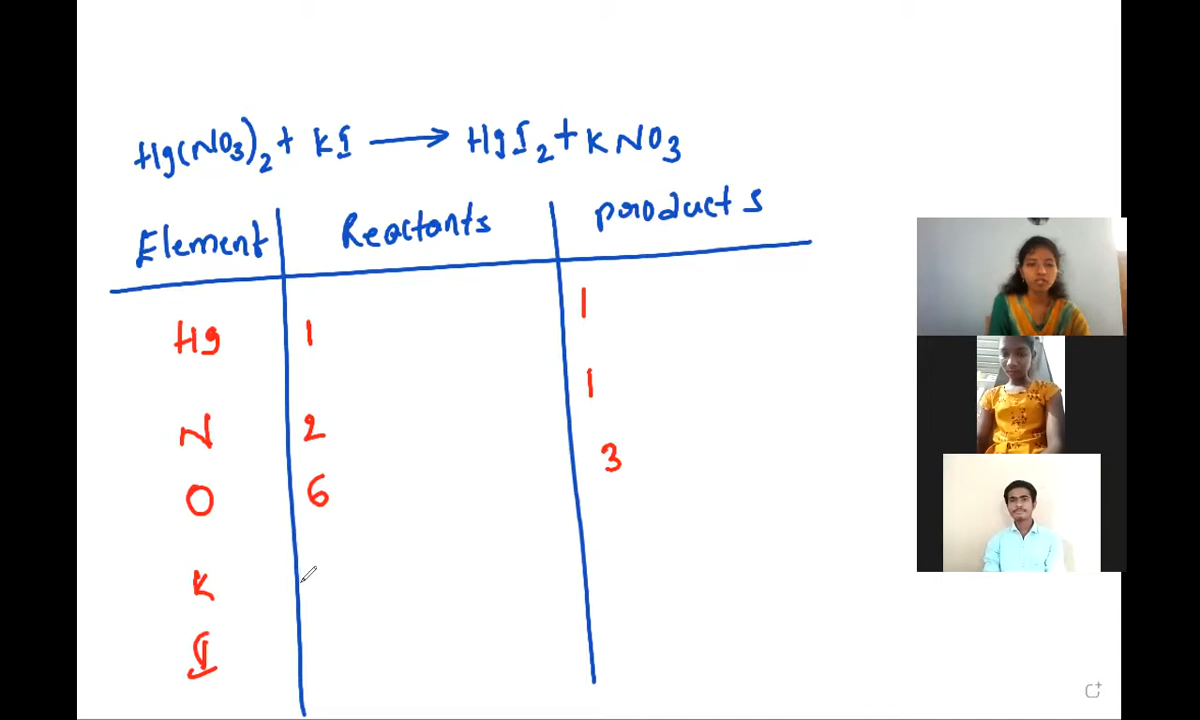 Hg(NO3)2 + KI → HgI2 + KNO3
Element Reactants products
Hg 1 1
N 2 1
O 6 3
K
I